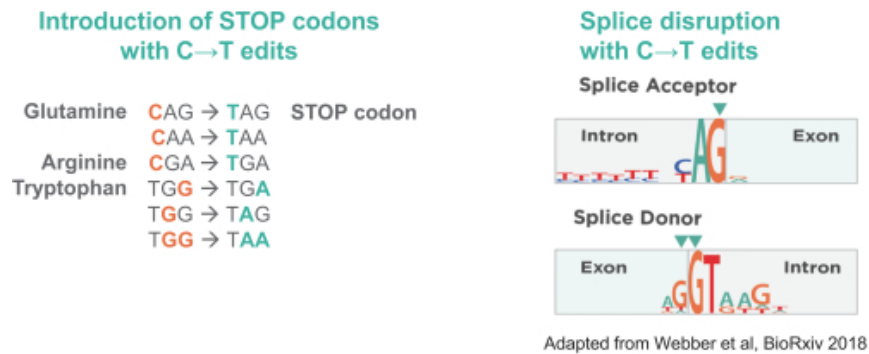 Introduction of STOP codons
with C→T edits
Glutamine CAG → TAG STOP codon
CAA → TAA
Arginine CGA → TGA
Tryptophan TGG → TGA
TGG → TAG
TGG → TAA
Splice disruption
with C→T edits
Splice Acceptor
Intron CAG Exon
Splice Donor
Exon AGGTAAG Intron
Adapted from Webber et al, BioRxiv 2018